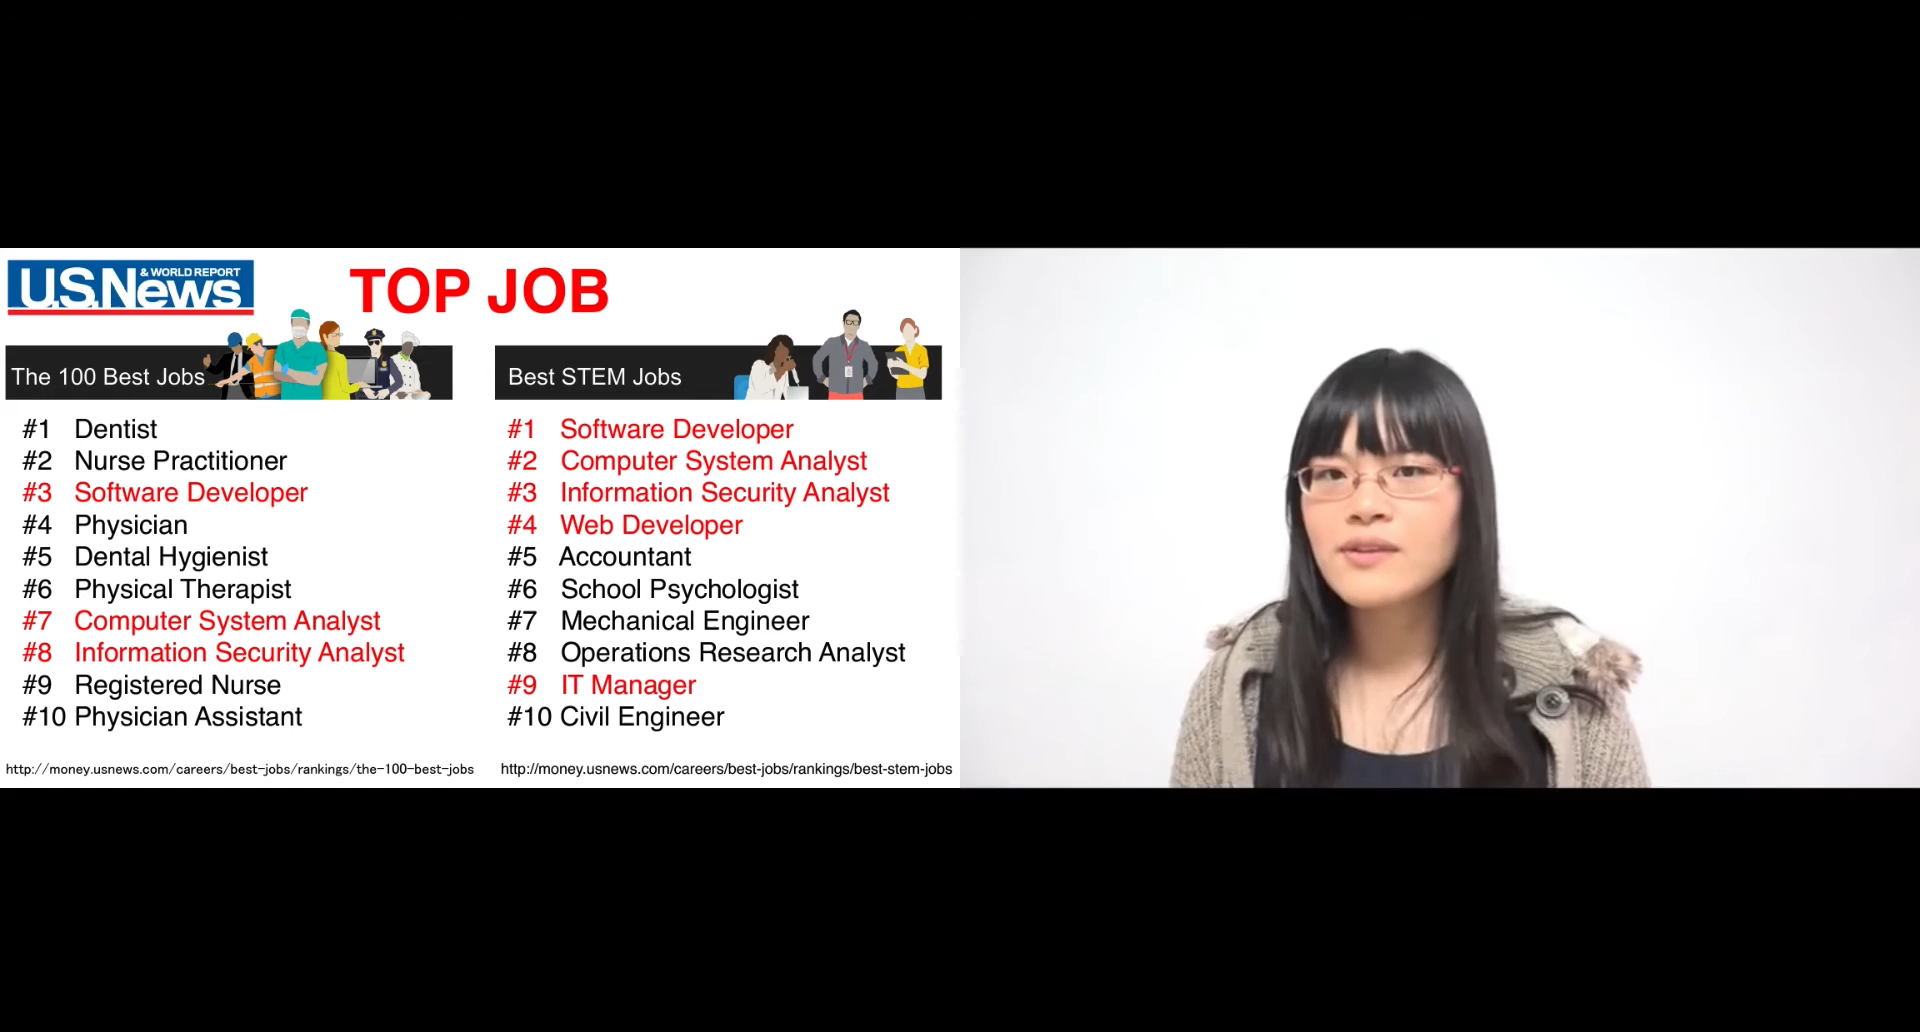 U.S.News
& WORLD REPORT
TOP JOB
The 100 Best Jobs
#1 Dentist
#2 Nurse Practitioner
#3 Software Developer
#4 Physician
#5 Dental Hygienist
#6 Physical Therapist
#7 Computer System Analyst
#8 Information Security Analyst
#9 Registered Nurse
#10 Physician Assistant
http://money.usnews.com/careers/best-jobs/rankings/the-100-best-jobs
Best STEM Jobs
#1 Software Developer
#2 Computer System Analyst
#3 Information Security Analyst
#4 Web Developer
#5 Accountant
#6 School Psychologist
#7 Mechanical Engineer
#8 Operations Research Analyst
#9 IT Manager
#10 Civil Engineer
http://money.usnews.com/careers/best-jobs/rankings/best-stem-jobs